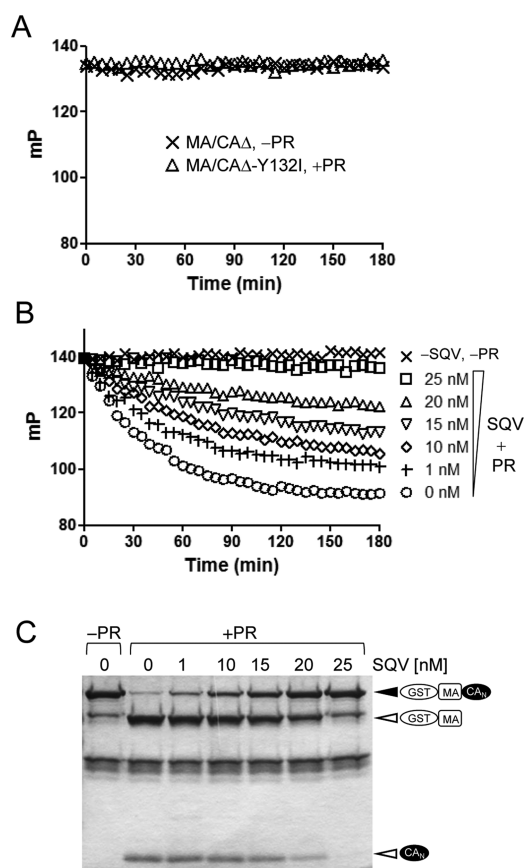 A
140
120
100
80
mP
MA/CAΔ, –PR
MA/CAΔ-Y132I, +PR
0 30 60 90 120 150 180
Time (min)
B
140
120
100
80
mP
–SQV, –PR
25 nM
20 nM
15 nM
10 nM
1 nM
0 nM
SQV
+
PR
0 30 60 90 120 150 180
Time (min)
C
–PR +PR
0 0 1 10 15 20 25 SQV [nM]
GST MA CAN
GST MA
CAN